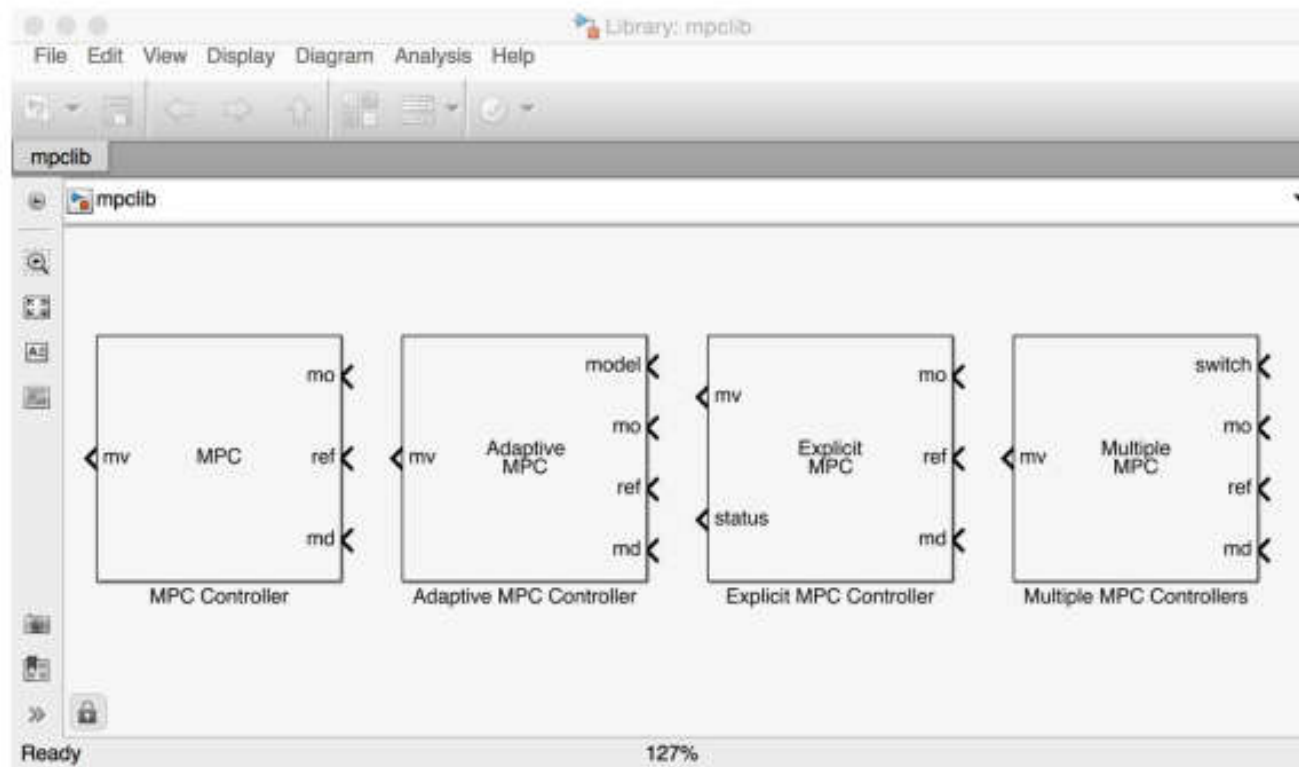 Library: mpclib
File Edit View Display Diagram Analysis Help
mpclib
mpclib
mo
ref
md
mv
MPC
MPC Controller
model
mo
ref
md
mv
Adaptive
MPC
Adaptive MPC Controller
mo
ref
md
mv
status
Explicit
MPC
Explicit MPC Controller
switch
mo
ref
md
mv
Multiple
MPC
Multiple MPC Controllers
Ready 127%